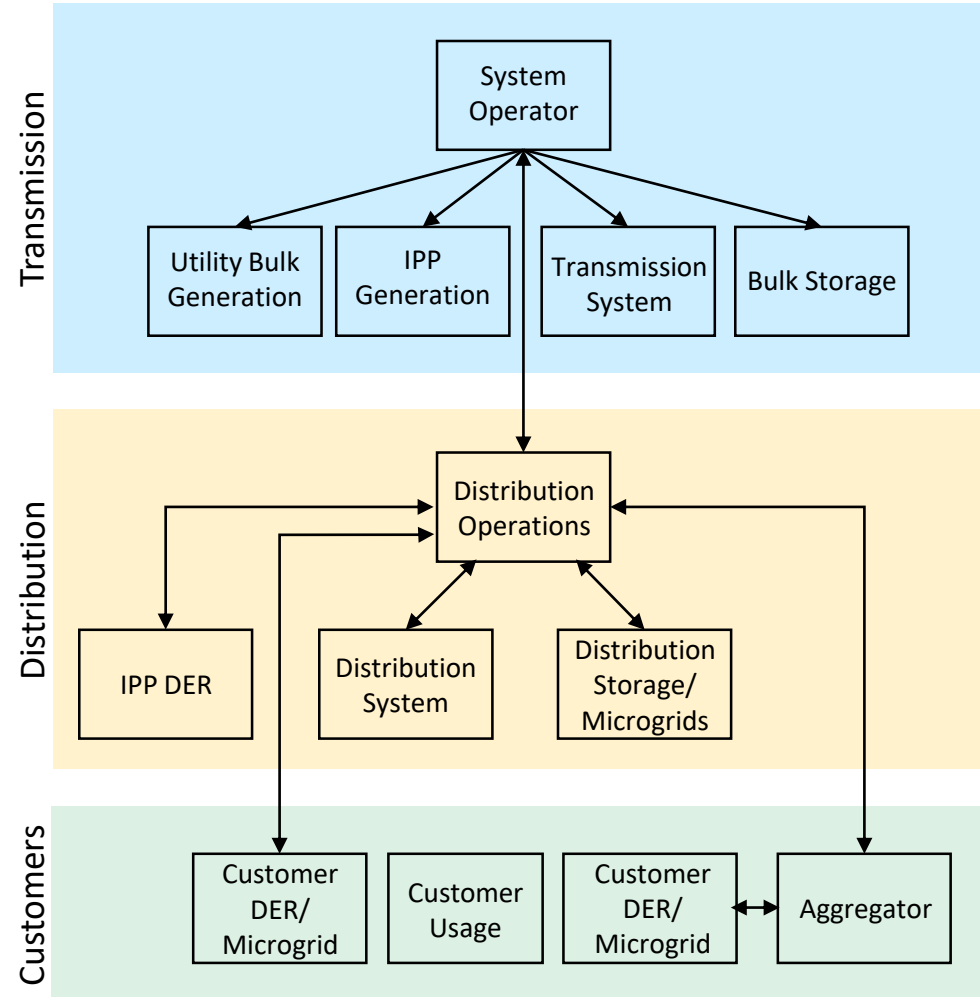 Transmission
System
Operator
Utility Bulk
Generation
IPP
Generation
Transmission
System
Bulk Storage
Distribution
Distribution
Operations
IPP DER
Distribution
System
Distribution
Storage/
Microgrids
Customers
Customer
DER/
Microgrid
Customer
Usage
Customer
DER/
Microgrid
Aggregator